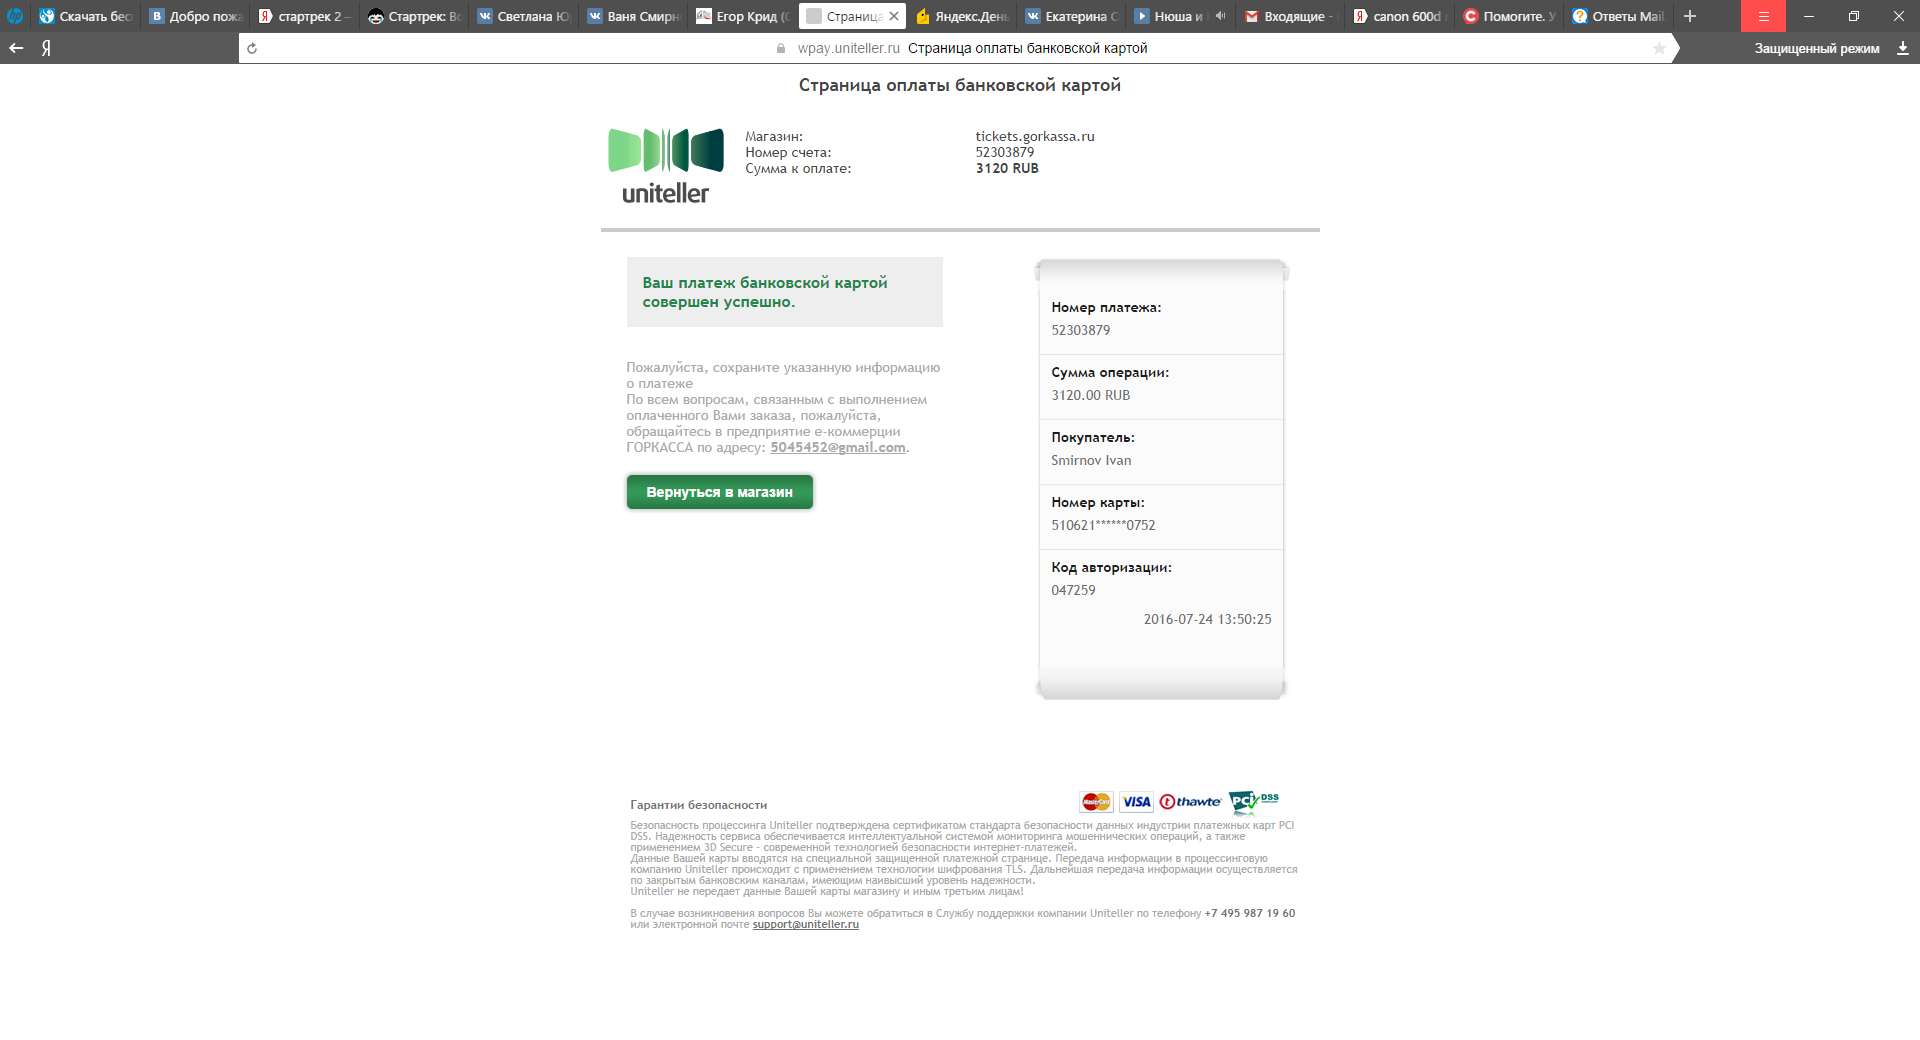 Скачать бес
Добро пожа
стартрек 2 –
Стартрек: Во
Светлана Ю
Ваня Смирн
Егор Крид (С
Страница
Яндекс.День
Екатерина С
Нюша и
Входящие -
canon 600d
Помогите. У
Ответы Mail
wpay.uniteller.ru Страница оплаты банковской картой
Защищенный режим
Страница оплаты банковской картой
uniteller
Магазин: tickets.gorkassa.ru
Номер счета: 52303879
Сумма к оплате: 3120 RUB
Ваш платеж банковской картой
совершен успешно.
Пожалуйста, сохраните указанную информацию
о платеже
По всем вопросам, связанным с выполнением
оплаченного Вами заказа, пожалуйста,
обращайтесь в предприятие е-коммерции
ГОРКАССА по адресу: 5045452@gmail.com.
Вернуться в магазин
Номер платежа:
52303879
Сумма операции:
3120.00 RUB
Покупатель:
Smirnov Ivan
Номер карты:
510621******0752
Код авторизации:
047259
2016-07-24 13:50:25
Гарантии безопасности
MasterCard VISA thawte PCI DSS
Безопасность процессинга Uniteller подтверждена сертификатом стандарта безопасности данных индустрии платежных карт PCI
DSS. Надежность сервиса обеспечивается интеллектуальной системой мониторинга мошеннических операций, а также
применением 3D Secure - современной технологией безопасности интернет-платежей.
Данные Вашей карты вводятся на специальной защищенной платежной странице. Передача информации в процессинговую
компанию Uniteller происходит с применением технологии шифрования TLS. Дальнейшая передача информации осуществляется
по закрытым банковским каналам, имеющим наивысший уровень надежности.
Uniteller не передает данные Вашей карты магазину и иным третьим лицам!
В случае возникновения вопросов Вы можете обратиться в Службу поддержки компании Uniteller по телефону +7 495 987 19 60
или электронной почте support@uniteller.ru